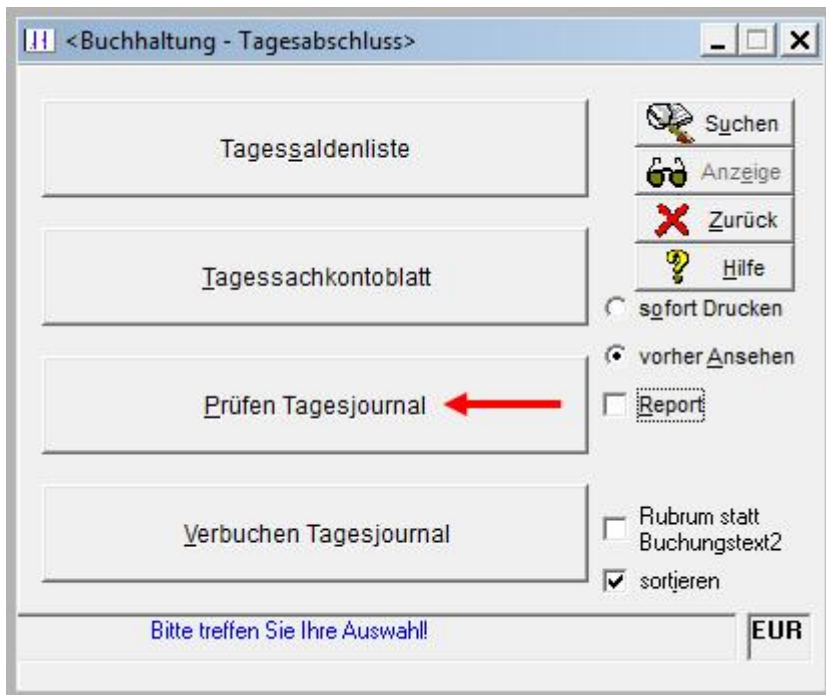 <Buchhaltung - Tagesabschluss>
Tagessaldenliste
Tagessachkontoblatt
Prüfen Tagesjournal
Verbuchen Tagesjournal
Suchen
Anzeige
Zurück
Hilfe
sofort Drucken
vorher Ansehen
Report
Rubrum statt
Buchungstext2
sortieren
Bitte treffen Sie Ihre Auswahl!
EUR